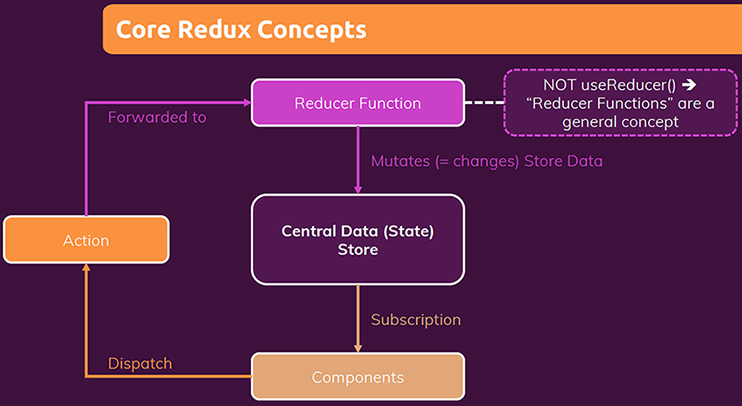 Core Redux Concepts
Reducer Function
NOT useReducer() 🡺
“Reducer Functions” are a
general concept
Forwarded to
Mutates (= changes) Store Data
Action
Central Data (State)
Store
Subscription
Dispatch
Components